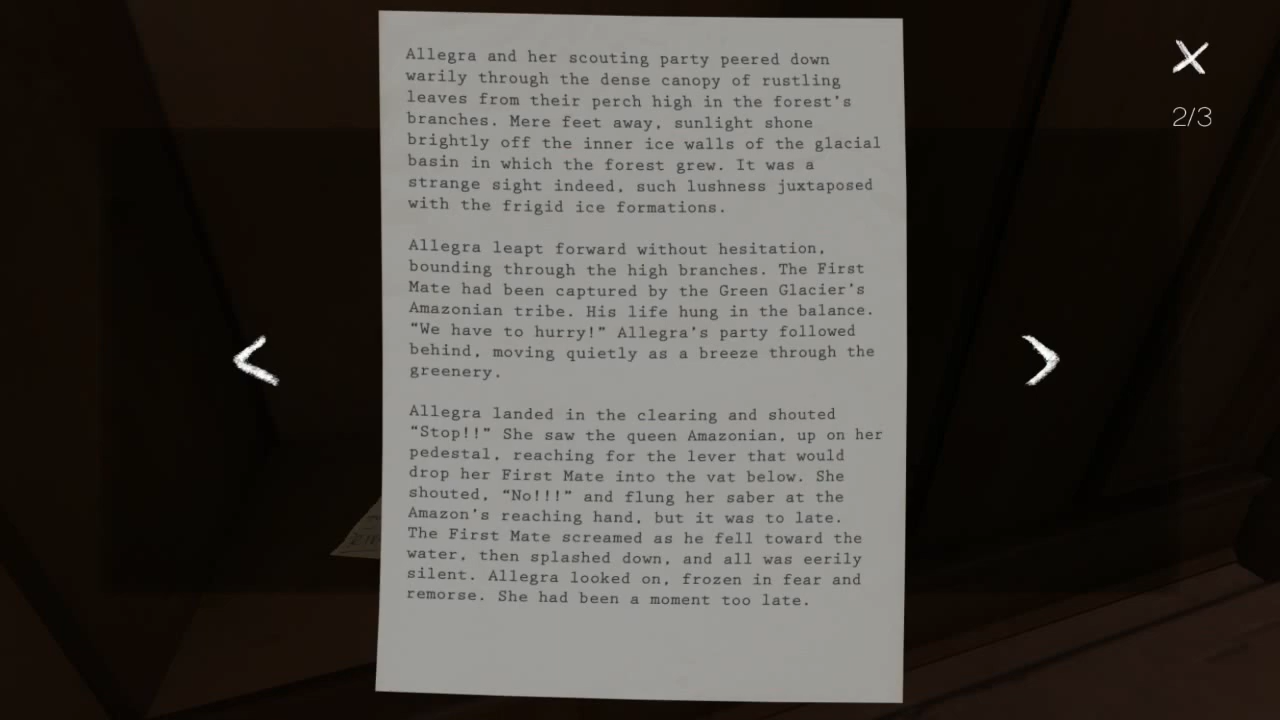 Allegra and her scouting party peered down
warily through the dense canopy of rustling
leaves from their perch high in the forest's
branches. Mere feet away, sunlight shone
brightly off the inner ice walls of the glacial
basin in which the forest grew. It was a
strange sight indeed, such lushness juxtaposed
with the frigid ice formations.
Allegra leapt forward without hesitation,
bounding through the high branches. The First
Mate had been captured by the Green Glacier's
Amazonian tribe. His life hung in the balance.
“We have to hurry!” Allegra's party followed
behind, moving quietly as a breeze through the
greenery.
Allegra landed in the clearing and shouted
“Stop!!” She saw the queen Amazonian, up on her
pedestal, reaching for the lever that would
drop her First Mate into the vat below. She
shouted, “No!!!” and flung her saber at the
Amazon's reaching hand, but it was to late.
The First Mate screamed as he fell toward the
water, then splashed down, and all was eerily
silent. Allegra looked on, frozen in fear and
remorse. She had been a moment too late.
2/3